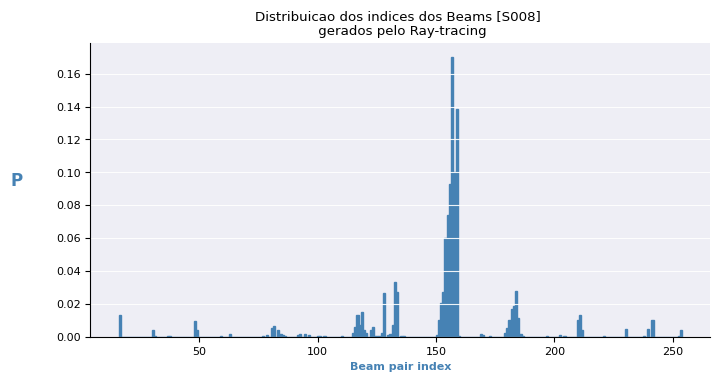 Distribuicao dos indices dos Beams [S008]
gerados pelo Ray-tracing
0.16
0.14
0.12
0.10
P
0.08
0.06
0.04
0.02
0.00
50 100 150 200 250
Beam pair index